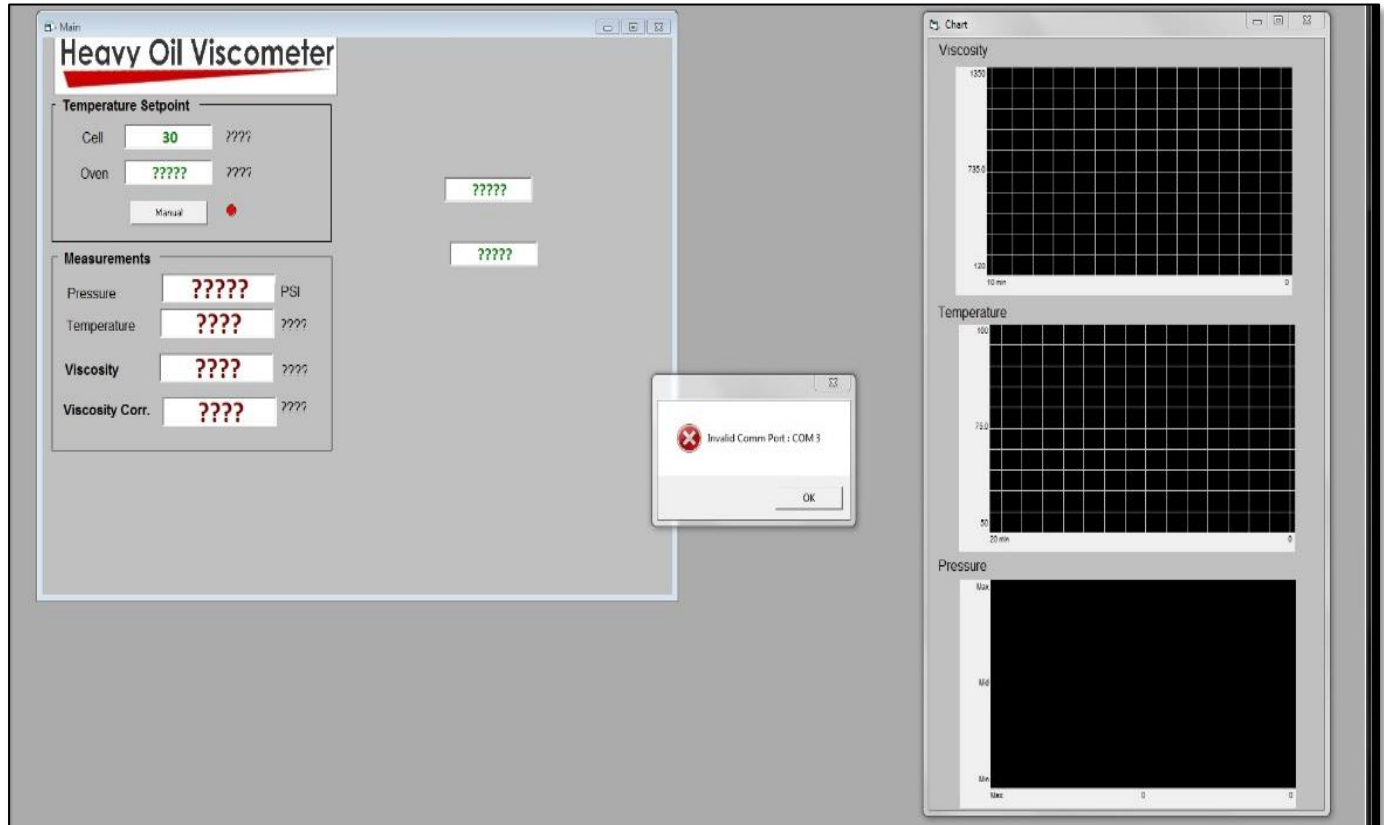 Main
Heavy Oil Viscometer
Temperature Setpoint
Cell 30 ????
Oven ????? ????
Manual
?????
?????
Measurements
Pressure ????? PSI
Temperature ???? ????
Viscosity ???? ????
Viscosity Corr. ???? ????
Invalid Comm Port : COM 3
OK
Chart
Viscosity
1350
735.0
120
10 min 0
Temperature
100
75.0
50
20 min 0
Pressure
Max
Mid
Min
Max 0 0